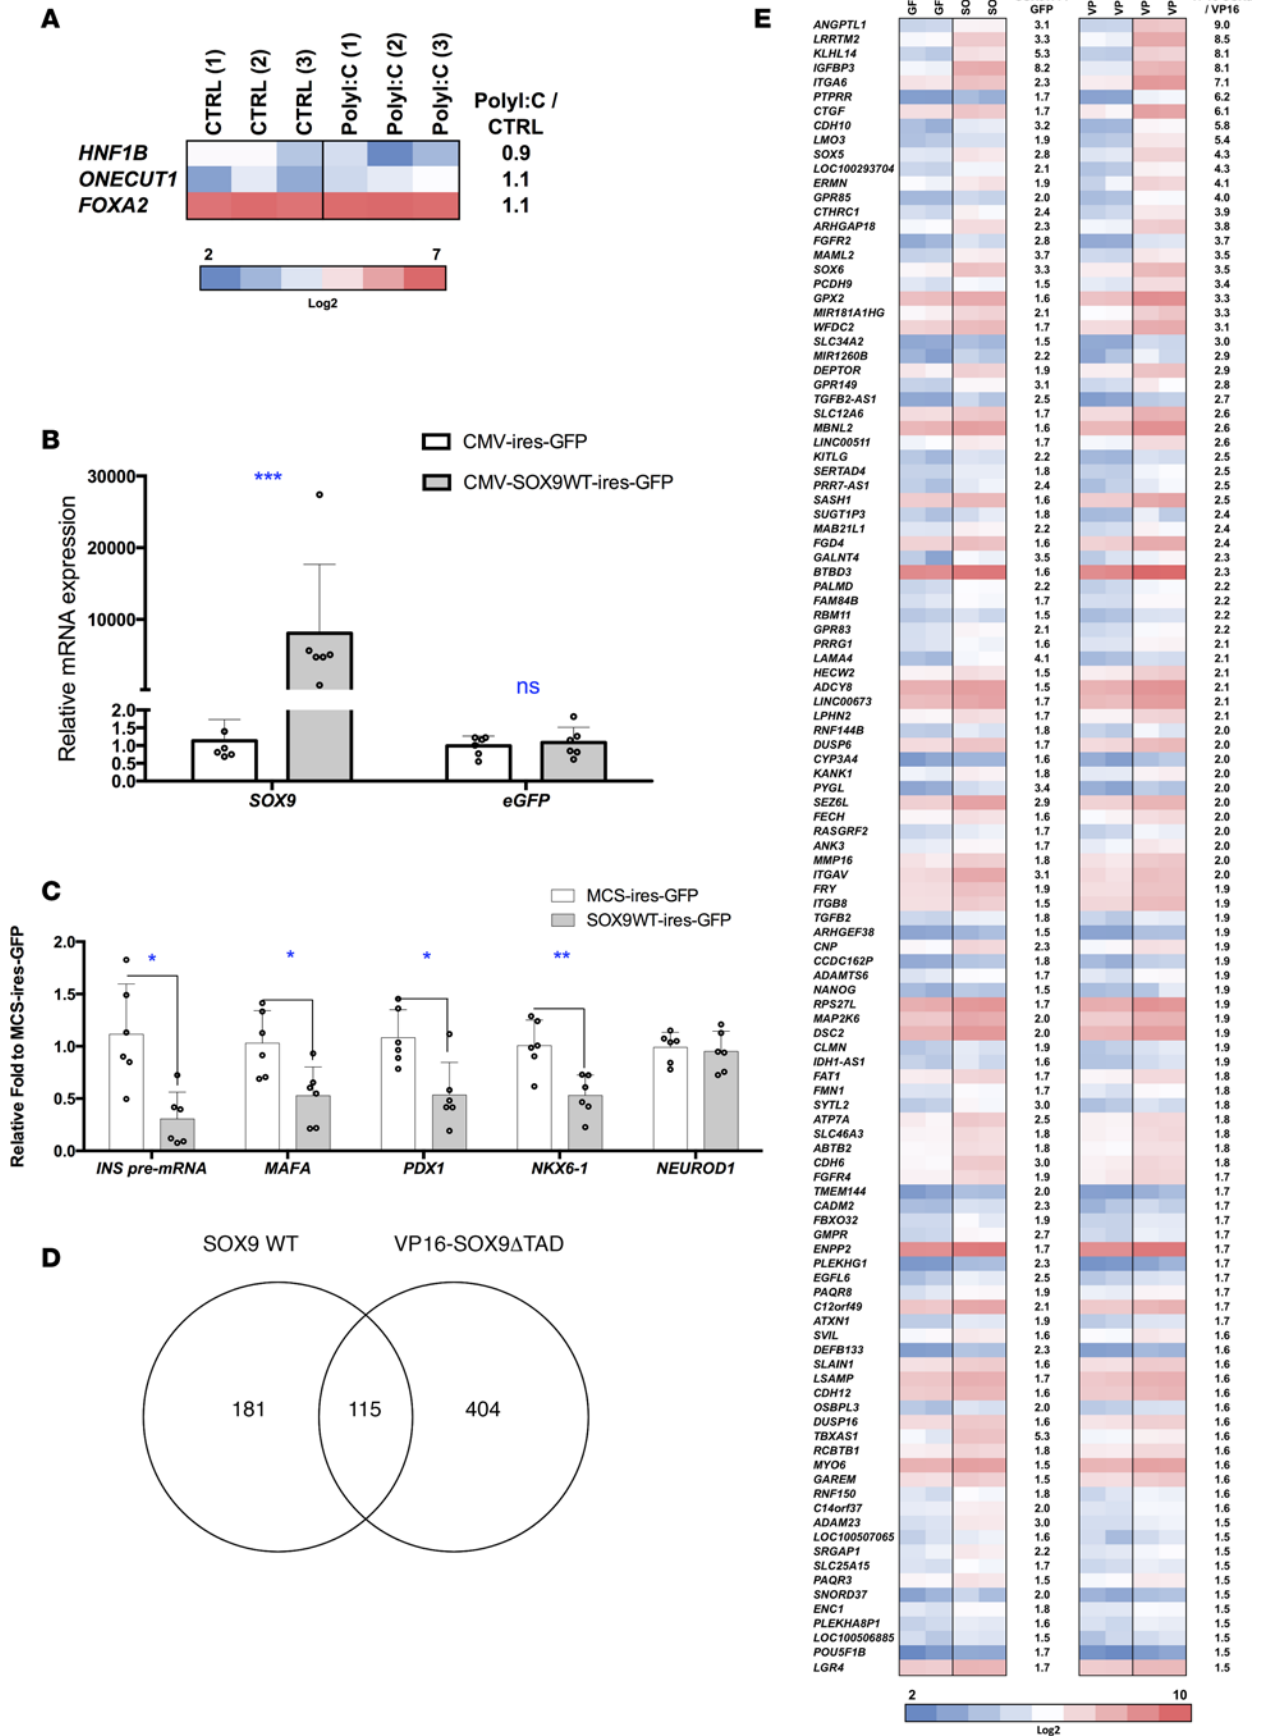 A
CTRL (1)
CTRL (2)
CTRL (3)
PolyI:C (1)
PolyI:C (2)
PolyI:C (3)
PolyI:C /
CTRL
HNF1B 0.9
ONECUT1 1.1
FOXA2 1.1
2 7
Log2
B
CMV-ires-GFP
CMV-SOX9WT-ires-GFP
Relative mRNA expression
30000
20000
10000
2.0
1.5
1.0
0.5
0.0
***
ns
SOX9 eGFP
C
MCS-ires-GFP
SOX9WT-ires-GFP
Relative Fold to MCS-ires-GFP
2.0
1.5
1.0
0.5
0.0
* * * **
INS pre-mRNA MAFA PDX1 NKX6-1 NEUROD1
D
SOX9 WT VP16-SOX9ΔTAD
181 115 404
E
GFP / VP16
ANGPTL1 3.1 9.0
LRRTM2 3.3 8.5
KLHL14 5.3 8.1
IGFBP3 8.2 8.1
ITGA6 2.3 7.1
PTPRR 1.7 6.2
CTGF 1.7 6.1
CDH10 3.2 5.8
LMO3 1.9 5.4
SOX5 2.8 4.3
LOC100293704 2.1 4.3
ERMN 1.9 4.1
GPR85 2.0 4.0
CTHRC1 2.4 3.9
ARHGAP18 2.3 3.8
FGFR2 2.8 3.7
MAML2 3.7 3.5
SOX6 3.3 3.5
PCDH9 1.5 3.4
GPX2 1.6 3.3
MIR181A1HG 2.1 3.3
WFDC2 1.7 3.1
SLC34A2 1.5 3.0
MIR1260B 2.2 2.9
DEPTOR 1.9 2.9
GPR149 3.1 2.8
TGFB2-AS1 2.5 2.7
SLC12A6 1.7 2.6
MBNL2 1.6 2.6
LINC00511 1.7 2.6
KITLG 2.2 2.5
SERTAD4 1.8 2.5
PRR7-AS1 2.4 2.5
SASH1 1.6 2.5
SUGT1P3 1.8 2.4
MAB21L1 2.2 2.4
FGD4 1.6 2.4
GALNT4 3.5 2.3
BTBD3 1.6 2.3
PALMD 2.2 2.2
FAM84B 1.7 2.2
RBM11 1.5 2.2
GPR83 2.1 2.2
PRRG1 1.6 2.1
LAMA4 4.1 2.1
HECW2 1.5 2.1
ADCY8 1.5 2.1
LINC00673 1.7 2.1
LPHN2 1.7 2.1
RNF144B 1.8 2.0
DUSP6 1.7 2.0
CYP3A4 1.6 2.0
KANK1 1.8 2.0
PYGL 3.4 2.0
SEZ6L 2.9 2.0
FECH 1.6 2.0
RASGRF2 1.7 2.0
ANK3 1.7 2.0
MMP16 1.8 2.0
ITGAV 3.1 2.0
FRY 1.9 1.9
ITGB8 1.5 1.9
TGFB2 1.8 1.9
ARHGEF38 1.5 1.9
CNP 2.3 1.9
CCDC162P 1.8 1.9
ADAMTS6 1.7 1.9
NANOG 1.5 1.9
RPS27L 1.7 1.9
MAP2K6 2.0 1.9
DSC2 2.0 1.9
CLMN 1.9 1.9
IDH1-AS1 1.6 1.9
FAT1 1.7 1.8
FMN1 1.7 1.8
SYTL2 3.0 1.8
ATP7A 2.5 1.8
SLC46A3 1.8 1.8
ABTB2 1.8 1.8
CDH6 3.0 1.8
FGFR4 1.9 1.7
TMEM144 2.0 1.7
CADM2 2.3 1.7
FBXO32 1.9 1.7
GMPR 2.7 1.7
ENPP2 1.7 1.7
PLEKHG1 2.3 1.7
EGFL6 2.5 1.7
PAQR8 1.9 1.7
C12orf49 2.1 1.7
ATXN1 1.9 1.7
SVIL 1.6 1.6
DEFB133 2.3 1.6
SLAIN1 1.6 1.6
LSAMP 1.7 1.6
CDH12 1.6 1.6
OSBPL3 2.0 1.6
DUSP16 1.6 1.6
TBXAS1 5.3 1.6
RCBTB1 1.8 1.6
MYO6 1.5 1.6
GAREM 1.5 1.6
RNF150 1.8 1.6
C14orf37 2.0 1.6
ADAM23 3.0 1.5
LOC100507065 1.6 1.5
SRGAP1 2.2 1.5
SLC25A15 1.7 1.5
PAQR3 1.5 1.5
SNORD37 2.0 1.5
ENC1 1.8 1.5
PLEKHA8P1 1.6 1.5
LOC100506885 1.5 1.5
POU5F1B 1.7 1.5
LGR4 1.7 1.5
2 10
Log2